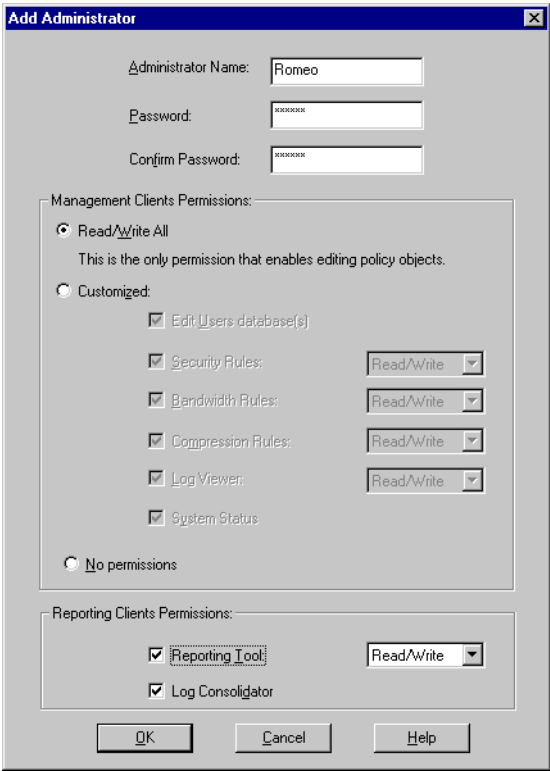 Add Administrator
Administrator Name: Romeo
Password: ******
Confirm Password: ******
Management Clients Permissions:
Read/Write All
This is the only permission that enables editing policy objects.
Customized:
Edit Users database(s)
Security Rules: Read/Write
Bandwidth Rules: Read/Write
Compression Rules: Read/Write
Log Viewer: Read/Write
System Status
No permissions
Reporting Clients Permissions:
Reporting Tool: Read/Write
Log Consolidator
OK Cancel Help